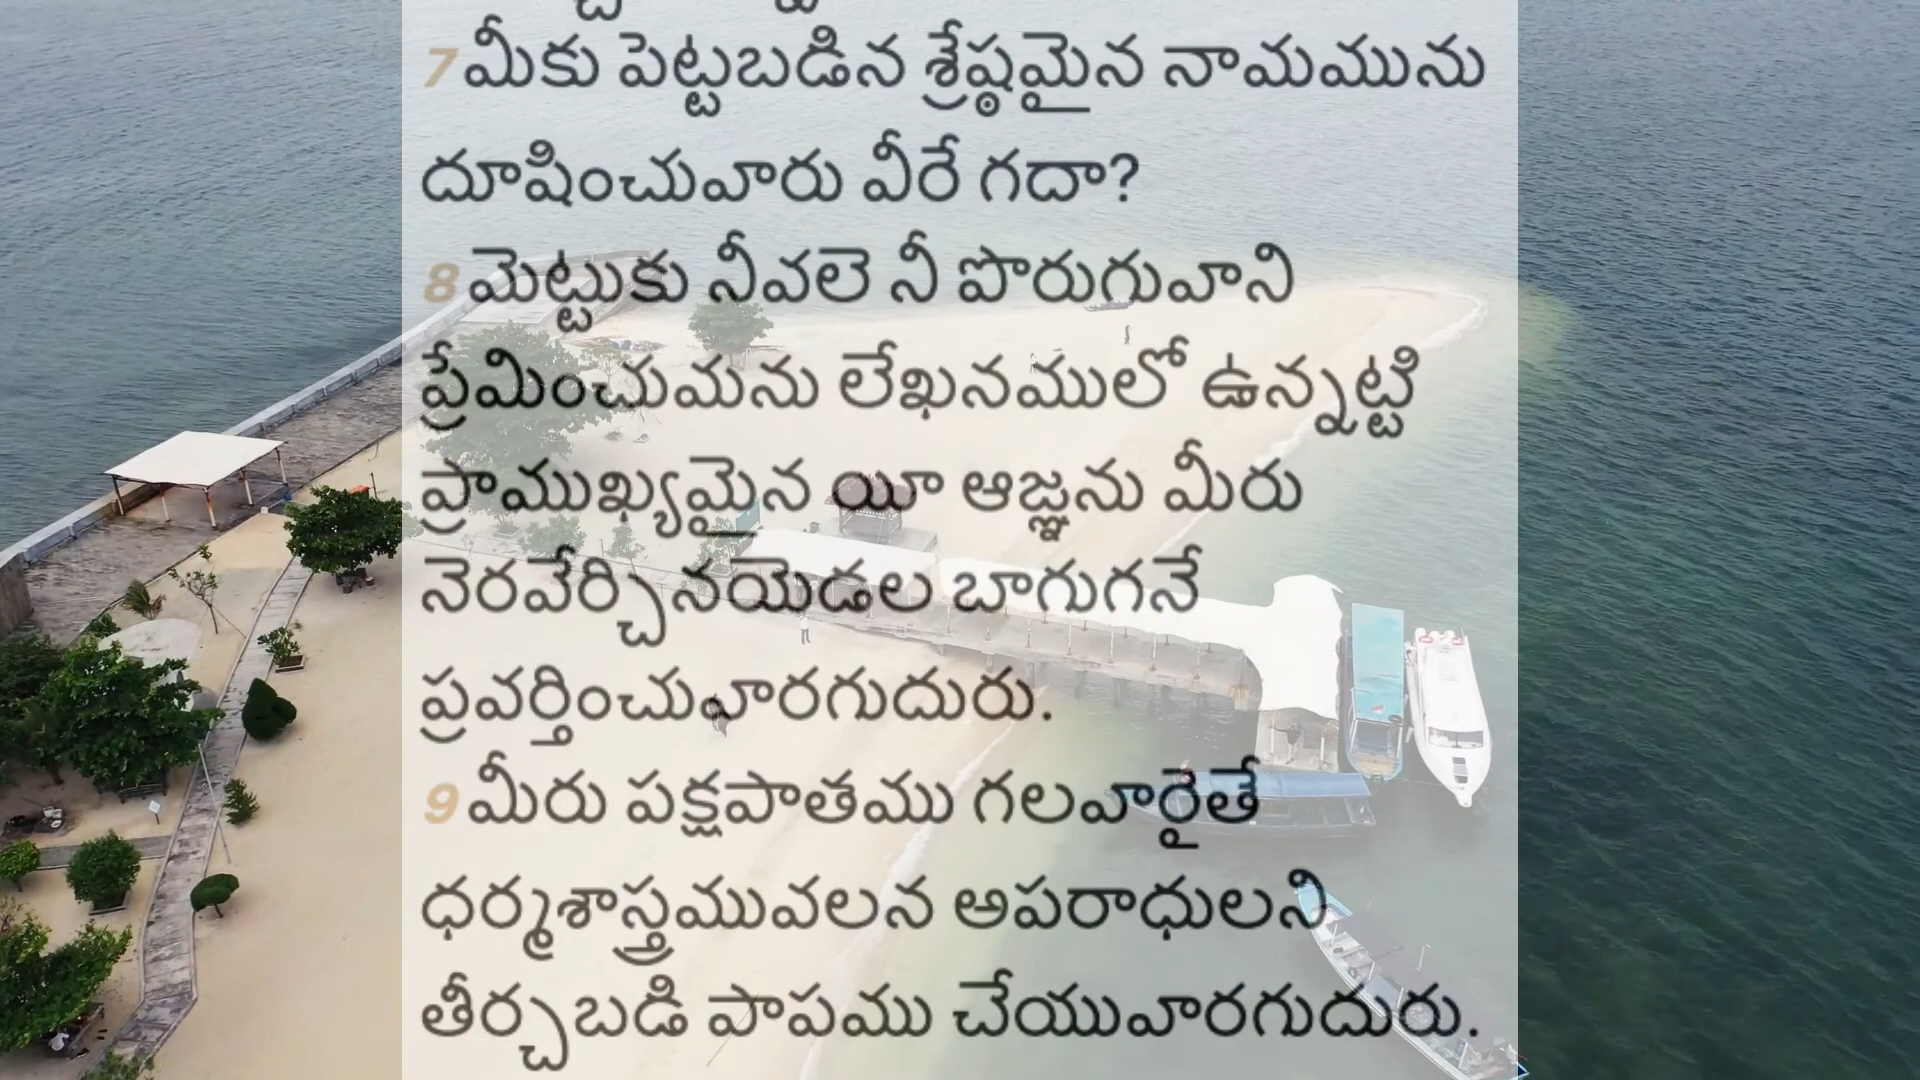 7 మీకు పెట్టబడిన శ్రేష్ఠమైన నామమును
దూషించువారు వీరే గదా?
8 మెట్టుకు నీవలె నీ పొరుగువాని
ప్రేమించుమను లేఖనములో ఉన్నట్టి
ప్రాముఖ్యమైన యీ ఆజ్ఞను మీరు
నెరవేర్చినయెడల బాగుగనే
ప్రవర్తించువారగుదురు.
9 మీరు పక్షపాతము గలవారైతే
ధర్మశాస్త్రమువలన అపరాధులని
తీర్చబడి పాపము చేయువారగుదురు.